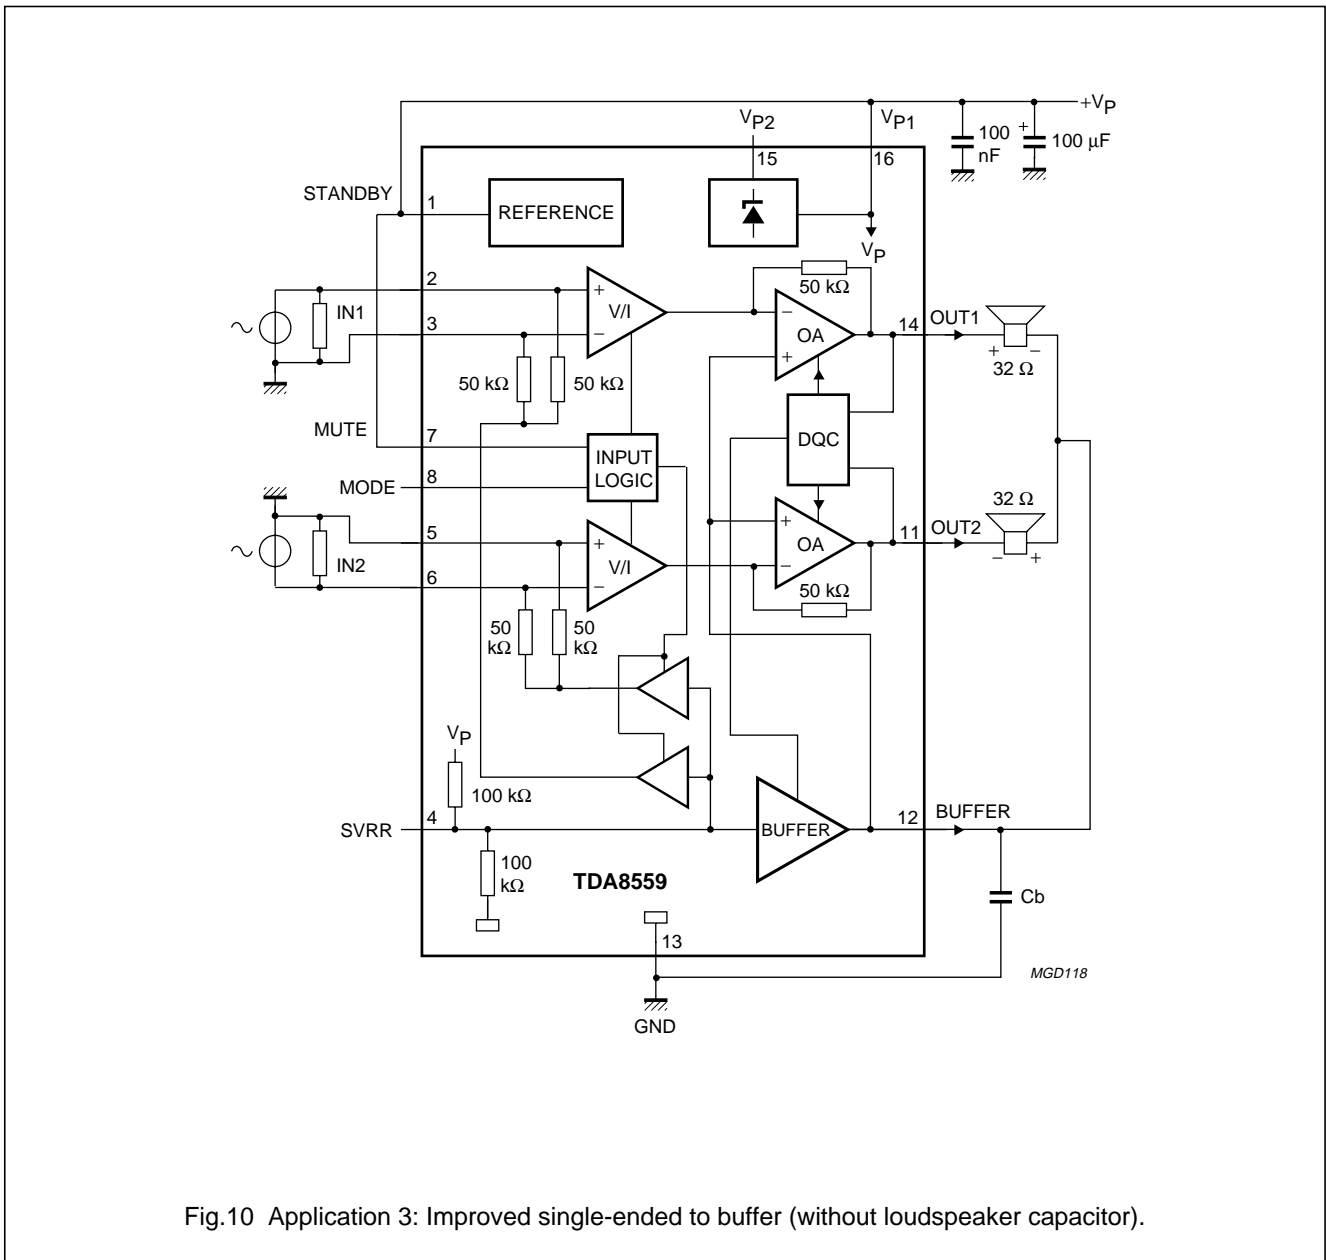 +VP
VP2
VP1
100
nF
+
100 µF
15
16
STANDBY
1
REFERENCE
VP
2
+
50 kΩ
IN1
V/I
−
3
−
OA
14
OUT1
+
+ −
32 Ω
50 kΩ
50 kΩ
MUTE
7
DQC
INPUT
LOGIC
MODE
8
32 Ω
5
+
+
11
OUT2
IN2
V/I
OA
− +
6
−
−
50 kΩ
50
kΩ
50
kΩ
VP
100 kΩ
SVRR
4
BUFFER
12
BUFFER
100
kΩ
TDA8559
Cb
13
MGD118
GND
Fig.10 Application 3: Improved single-ended to buffer (without loudspeaker capacitor).